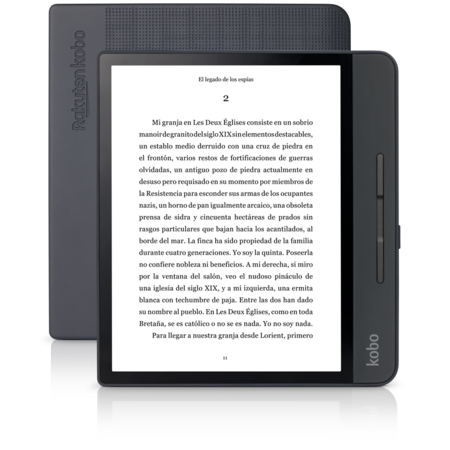 Rakuten kobo
El legado de los espías
2
Mi granja en Les Deux Églises consiste en un sobrio
manoir de granito del siglo XIX sin elementos destacables,
un establo medio derruido con una cruz de piedra en
el frontón, varios restos de fortificaciones de guerras
olvidadas, un antiguo pozo de piedra actualmente en
desuso pero requisado en su momento por miembros de
la Resistencia para esconder sus armas de los ocupantes
nazis, un horno de pan igualmente arcaico, una obsoleta
prensa de sidra y cincuenta hectáreas de prados sin
rasgos particulares que bajan hacia los acantilados, al
borde del mar. La finca ha sido propiedad de la familia
durante cuatro generaciones. Yo soy la quinta. Poseerla
no confiere nobleza ni beneficios. A mi derecha, si miro
por la ventana del salón, veo el nudoso pináculo de
una iglesia del siglo XIX, y a mi izquierda, una ermita
blanca con techumbre de paja. Entre las dos han dado
su nombre al pueblo. En Les Deux Églises, como en toda
Bretaña, se es católico o no se es nada. Yo no soy nada.
Para llegar a nuestra granja desde Lorient, primero
11
kobo